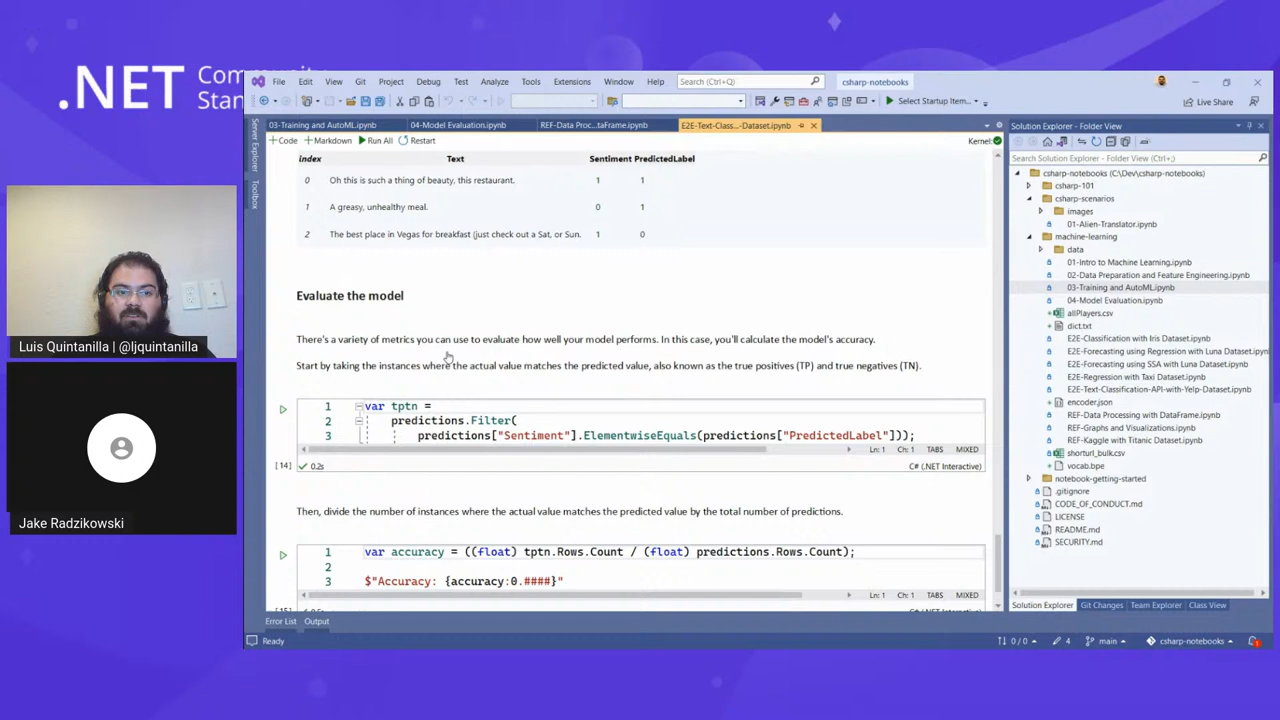 .NET Com
Stan
File Edit View Git Project Debug Test Analyze Tools Extensions Window Help Search (Ctrl+Q) csharp-notebooks
Select Startup Item... Live Share
03-Training and AutoML.ipynb 04-Model Evaluation.ipynb REF-Data Proc...taFrame.ipynb E2E-Text-Class...-Dataset.ipynb
+Code +Markdown Run All Restart Kernel:
Server Explorer
Toolbox
index Text Sentiment PredictedLabel
0 Oh this is such a thing of beauty, this restaurant. 1 1
1 A greasy, unhealthy meal. 0 1
2 The best place in Vegas for breakfast (just check out a Sat, or Sun. 1 0
Evaluate the model
There's a variety of metrics you can use to evaluate how well your model performs. In this case, you'll calculate the model's accuracy.
Start by taking the instances where the actual value matches the predicted value, also known as the true positives (TP) and true negatives (TN).
1 var tptn =
2 predictions.Filter(
3 predictions["Sentiment"].ElementwiseEquals(predictions["PredictedLabel"]));
Ln: 1 Ch: 1 TABS MIXED
[14] 0.2s C# (.NET Interactive)
Then, divide the number of instances where the actual value matches the predicted value by the total number of predictions.
1 var accuracy = ((float) tptn.Rows.Count / (float) predictions.Rows.Count);
2
3 $"Accuracy: {accuracy:0.####}"
Ln: 1 Ch: 1 TABS MIXED
Error List Output
Ready 0 / 0 4 main csharp-notebooks 1
Solution Explorer - Folder View
Search Solution Explorer - Folder View (Ctrl+;)
csharp-notebooks (C:\Dev\csharp-notebooks)
csharp-101
csharp-scenarios
images
01-Alien-Translator.ipynb
machine-learning
data
01-Intro to Machine Learning.ipynb
02-Data Preparation and Feature Engineering.ipynb
03-Training and AutoML.ipynb
04-Model Evaluation.ipynb
allPlayers.csv
dict.txt
E2E-Classification with Iris Dataset.ipynb
E2E-Forecasting using Regression with Luna Dataset.ipynb
E2E-Forecasting using SSA with Luna Dataset.ipynb
E2E-Regression with Taxi Dataset.ipynb
E2E-Text-Classification-API-with-Yelp-Dataset.ipynb
encoder.json
REF-Data Processing with DataFrame.ipynb
REF-Graphs and Visualizations.ipynb
REF-Kaggle with Titanic Dataset.ipynb
shorturl_bulk.csv
vocab.bpe
notebook-getting-started
.gitignore
CODE_OF_CONDUCT.md
LICENSE
README.md
SECURITY.md
Solution Explorer Git Changes Team Explorer Class View
Luis Quintanilla | @ljquintanilla
Jake Radzikowski